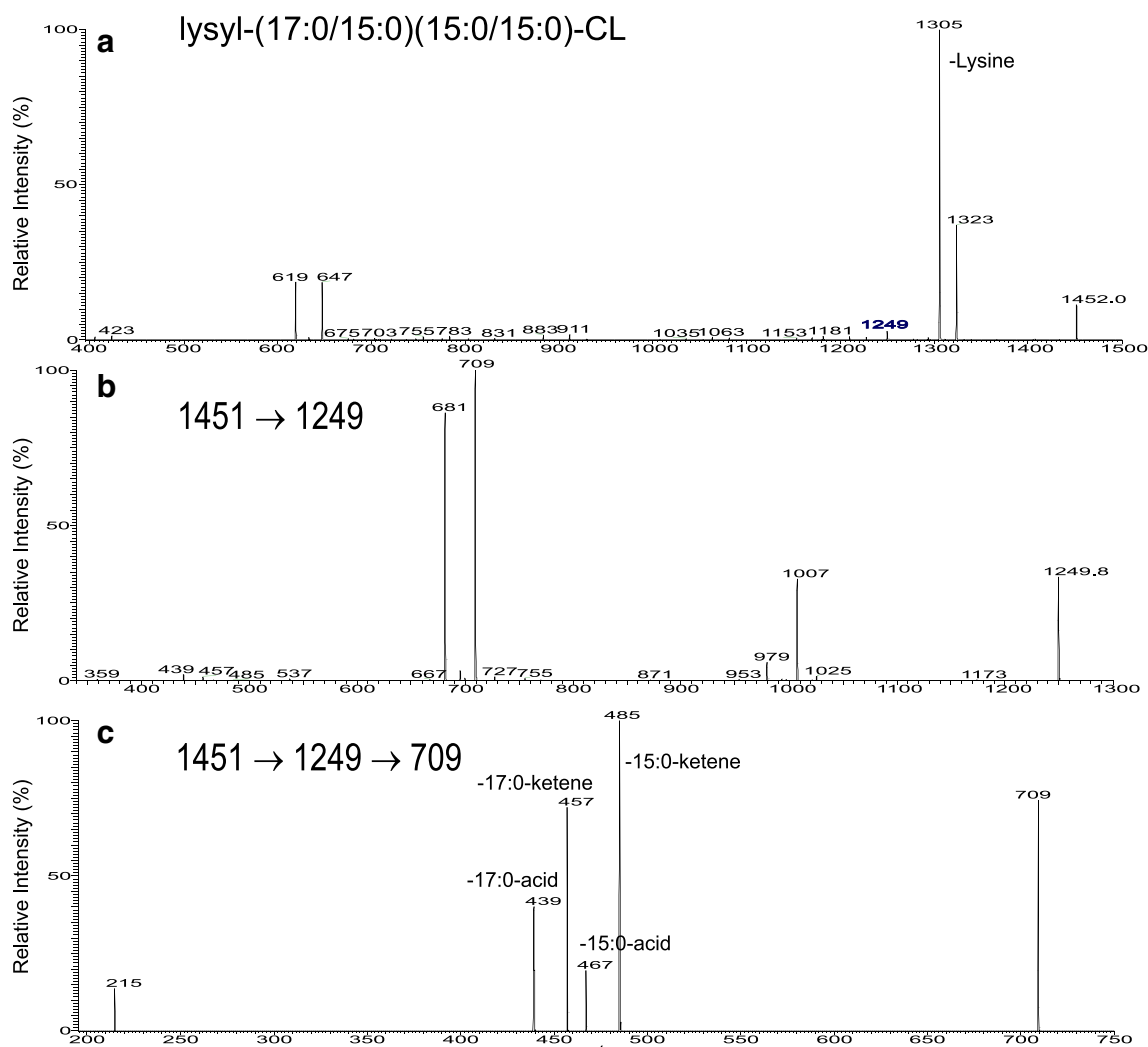 a lysyl-(17:0/15:0)(15:0/15:0)-CL
Relative Intensity (%)
100
50
0
1305
-Lysine
1323
1452.0
619 647
423
675 703 755 783
831
883 911
1035 1063
1153 1181
1249
400 500 600 700 800 900 1000 1100 1200 1300 1400 1500
b
1451 → 1249
Relative Intensity (%)
100
50
0
709
681
1007
1249.8
979
359
439 457 485
537
667
727 755
871
953
1025
1173
400 500 600 700 800 900 1000 1100 1200 1300
c
1451 → 1249 → 709
Relative Intensity (%)
100
50
0
485
-15:0-ketene
-17:0-ketene
457
709
-17:0-acid
439
-15:0-acid
467
215
200 250 300 350 400 450 500 550 600 650 700 750